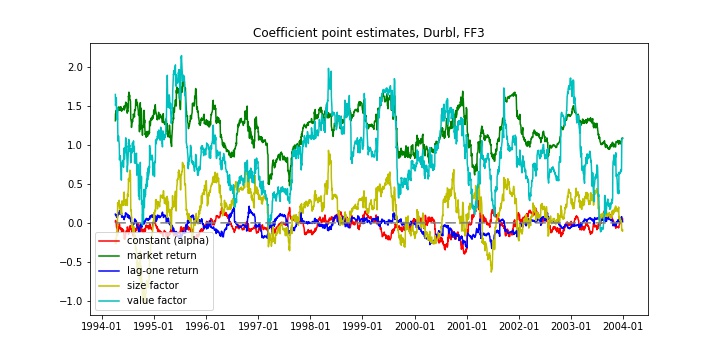 Coefficient point estimates, Durbl, FF3
2.0
1.5
1.0
0.5
0.0
−0.5
−1.0
constant (alpha)
market return
lag-one return
size factor
value factor
1994-01 1995-01 1996-01 1997-01 1998-01 1999-01 2000-01 2001-01 2002-01 2003-01 2004-01